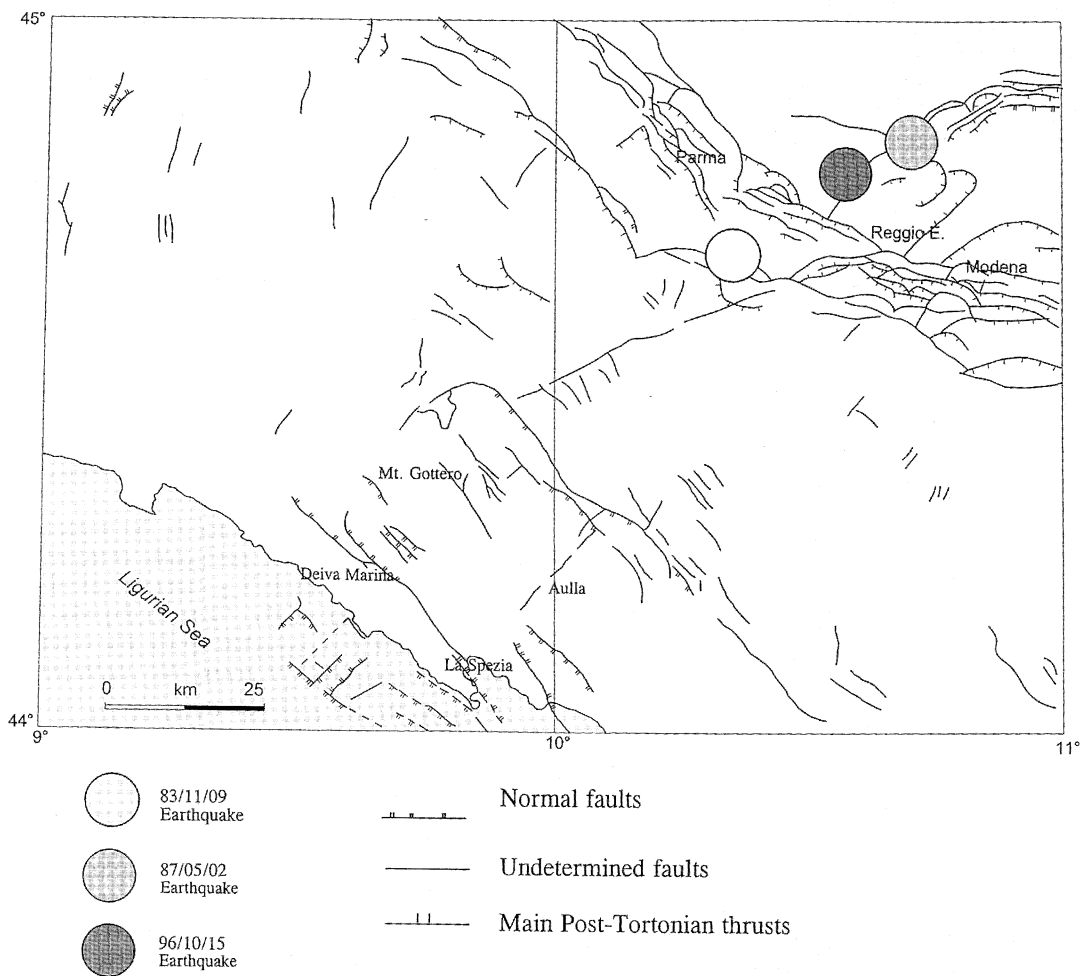 45°
Parma
Reggio E.
Modena
Mt. Gottero
Deiva Marina
Aulla
Ligurian Sea
La Spezia
0 km 25
44°
9°
10°
11°
83/11/09
Earthquake
Normal faults
87/05/02
Earthquake
Undetermined faults
96/10/15
Earthquake
Main Post-Tortonian thrusts